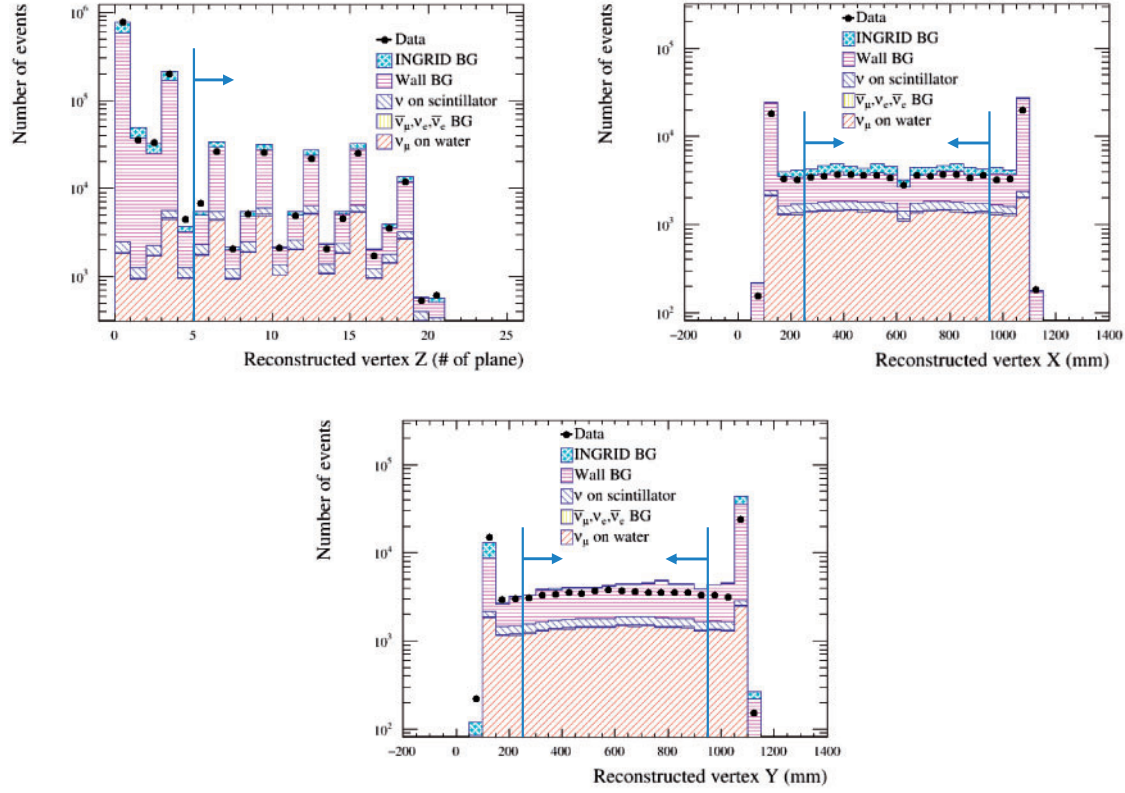 Number of events
10⁶
10⁵
10⁴
10³
Data
INGRID BG
Wall BG
ν on scintillator
ν̅μ,νe,ν̅e BG
νμ on water
0 5 10 15 20 25
Reconstructed vertex Z (# of plane)
Number of events
10⁵
10⁴
10³
10²
Data
INGRID BG
Wall BG
ν on scintillator
ν̅μ,νe,ν̅e BG
νμ on water
−200 0 200 400 600 800 1000 1200 1400
Reconstructed vertex X (mm)
Number of events
10⁵
10⁴
10³
10²
Data
INGRID BG
Wall BG
ν on scintillator
ν̅μ,νe,ν̅e BG
νμ on water
−200 0 200 400 600 800 1000 1200 1400
Reconstructed vertex Y (mm)